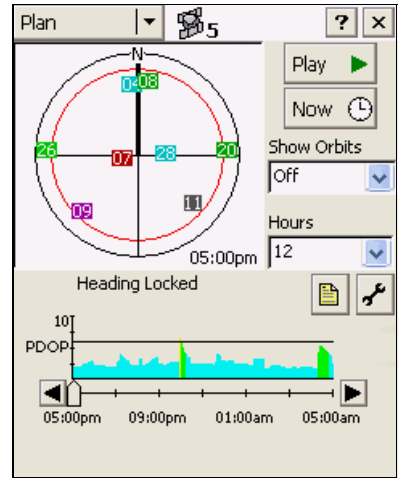 Plan 5 ? ×
N
04 08
Play
Now
26 07 28 20
Show Orbits
Off
09 11
Hours
05:00pm 12
Heading Locked
10
PDOP
05:00pm 09:00pm 01:00am 05:00am